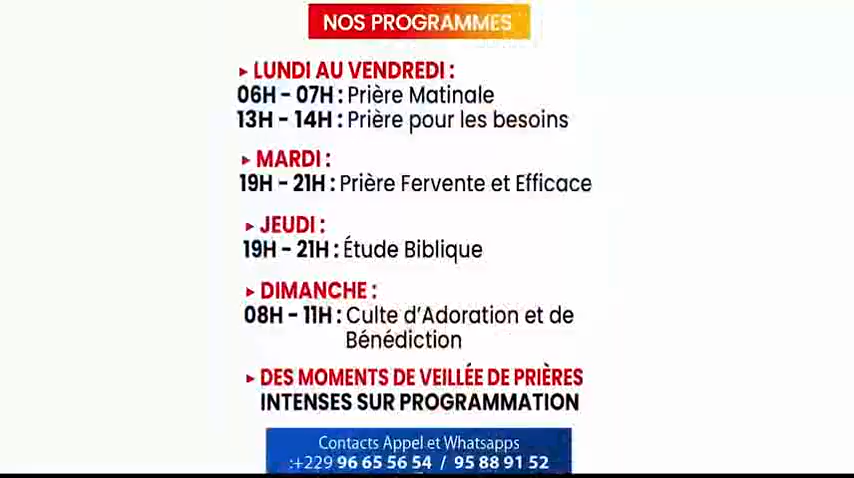 NOS PROGRAMMES
▸ LUNDI AU VENDREDI :
06H - 07H : Prière Matinale
13H - 14H : Prière pour les besoins
▸ MARDI :
19H - 21H : Prière Fervente et Efficace
▸ JEUDI :
19H - 21H : Étude Biblique
▸ DIMANCHE :
08H - 11H : Culte d'Adoration et de
Bénédiction
▸ DES MOMENTS DE VEILLÉE DE PRIÈRES
INTENSES SUR PROGRAMMATION
Contacts Appel et Whatsapps
:+229 96 65 56 54 / 95 88 91 52